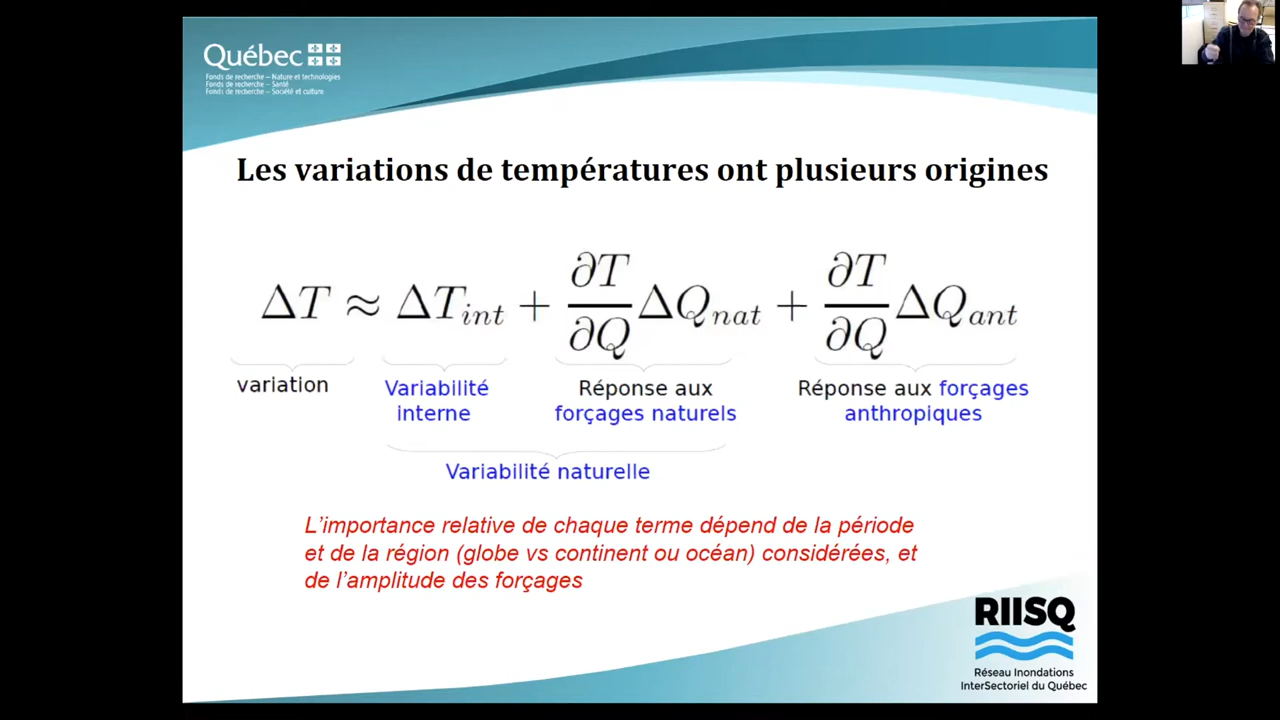 Québec
Fonds de recherche – Nature et technologies
Fonds de recherche – Santé
Fonds de recherche – Société et culture
Les variations de températures ont plusieurs origines
ΔT ≈ ΔT_int + ∂T/∂Q ΔQ_nat + ∂T/∂Q ΔQ_ant
variation
Variabilité
interne
Réponse aux
forçages naturels
Réponse aux forçages
anthropiques
Variabilité naturelle
L’importance relative de chaque terme dépend de la période
et de la région (globe vs continent ou océan) considérées, et
de l’amplitude des forçages
RIISQ
Réseau Inondations
InterSectoriel du Québec